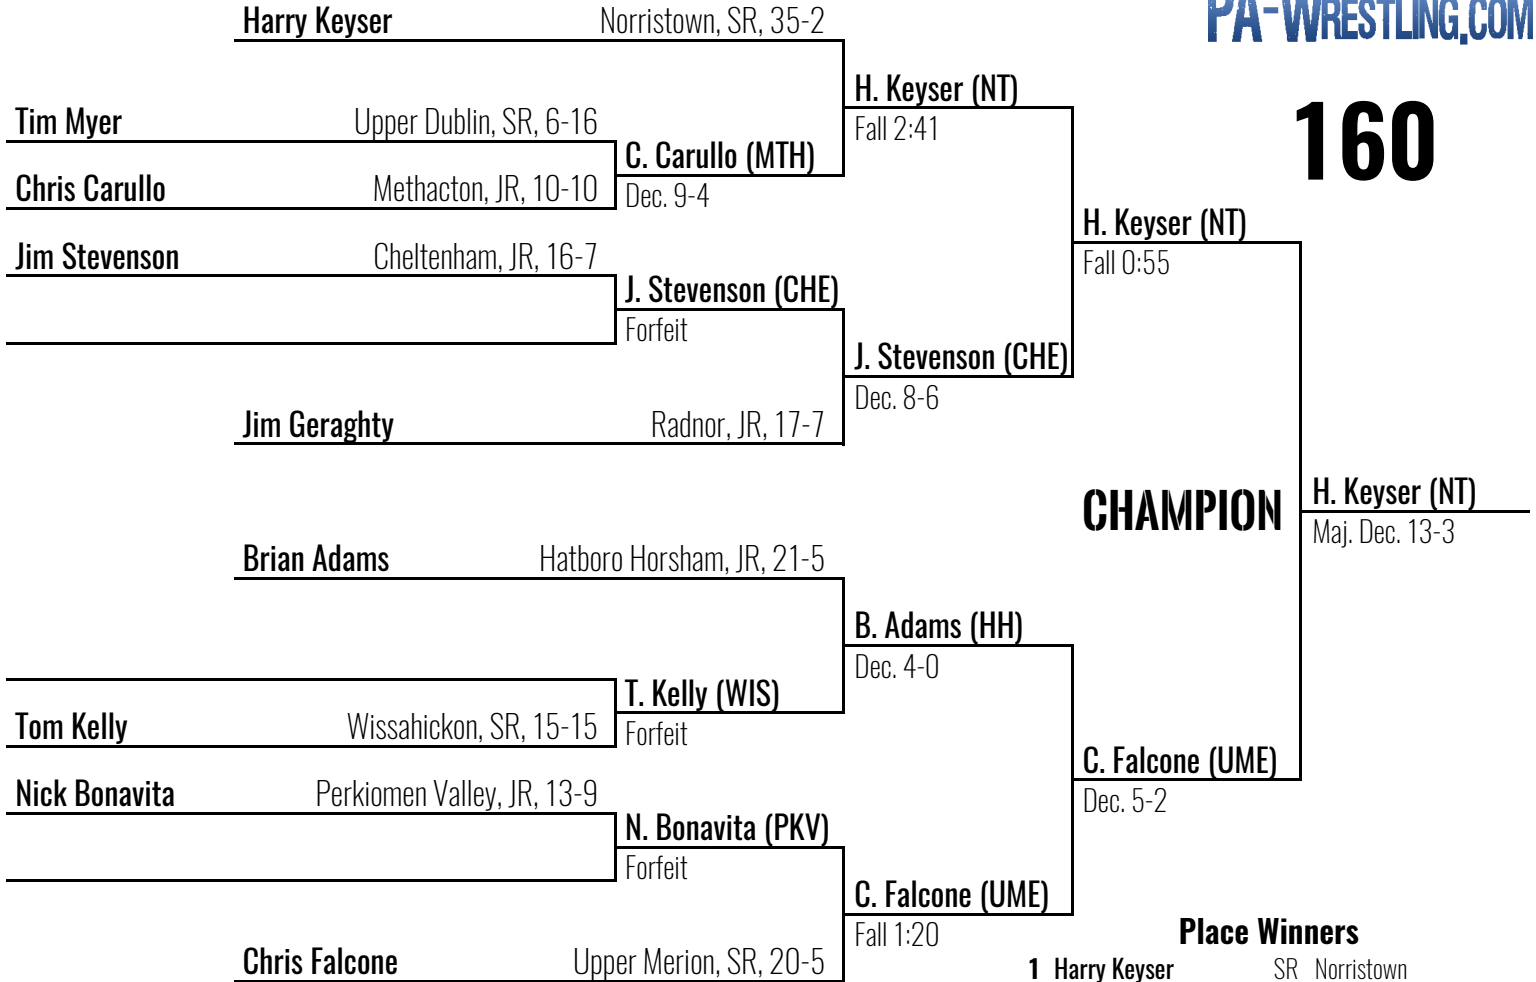 PA-WRESTLING.COM
160
Harry Keyser Norristown, SR, 35-2
H. Keyser (NT)
Fall 2:41
Tim Myer Upper Dublin, SR, 6-16
C. Carullo (MTH)
Dec. 9-4
Chris Carullo Methacton, JR, 10-10
H. Keyser (NT)
Fall 0:55
Jim Stevenson Cheltenham, JR, 16-7
J. Stevenson (CHE)
Forfeit
J. Stevenson (CHE)
Dec. 8-6
Jim Geraghty Radnor, JR, 17-7
CHAMPION
H. Keyser (NT)
Maj. Dec. 13-3
Brian Adams Hatboro Horsham, JR, 21-5
B. Adams (HH)
Dec. 4-0
T. Kelly (WIS)
Forfeit
Tom Kelly Wissahickon, SR, 15-15
C. Falcone (UME)
Dec. 5-2
Nick Bonavita Perkiomen Valley, JR, 13-9
N. Bonavita (PKV)
Forfeit
C. Falcone (UME)
Fall 1:20
Chris Falcone Upper Merion, SR, 20-5
Place Winners
1 Harry Keyser SR Norristown